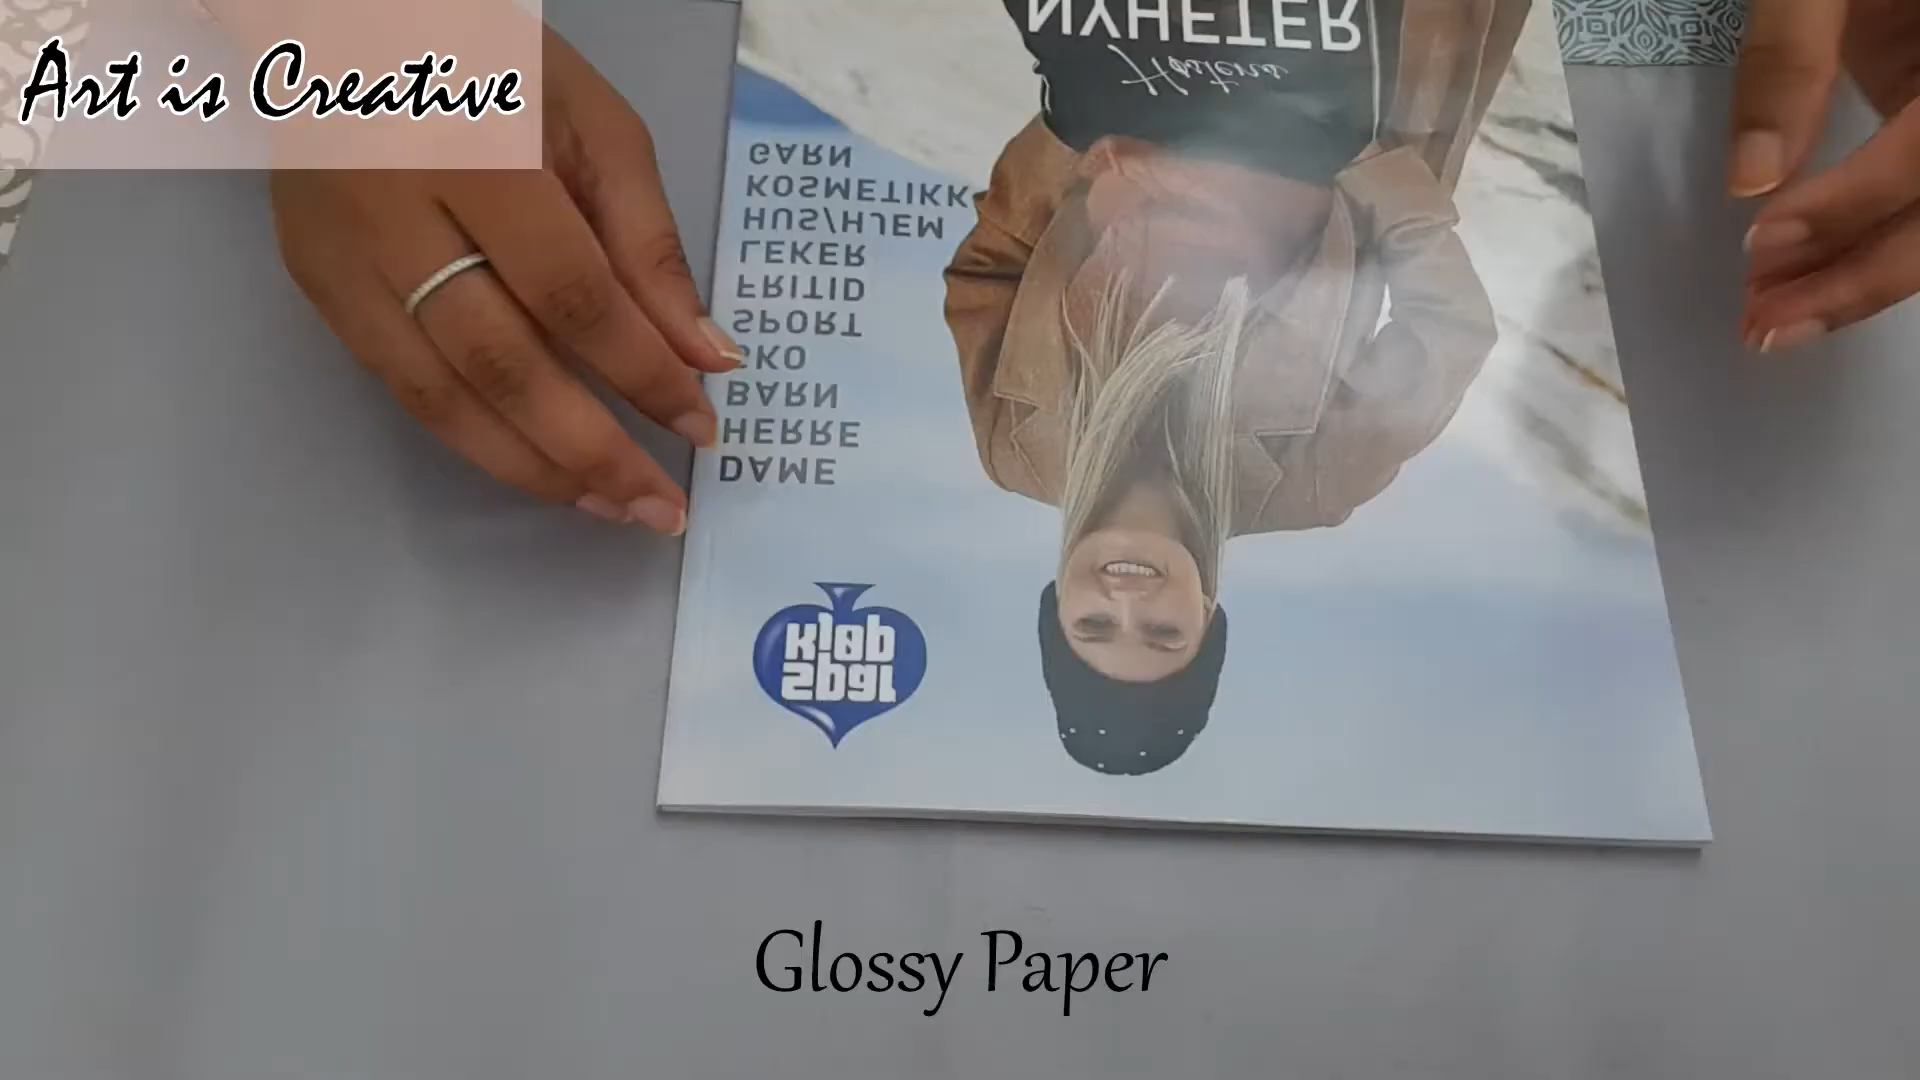 Art is Creative
spar
kjøp
DAME
HERRE
BARN
SKO
SPORT
FRITID
LEKER
HUS/HJEM
KOSMETIKK
GARN
Høstens
NYHETER
Glossy Paper